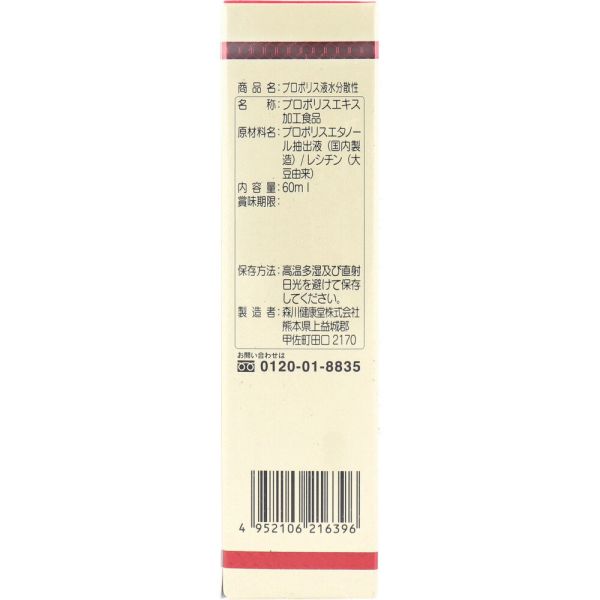 商品名：プロポリス液水分散性
名称：プロポリスエキス
加工食品
原材料名：プロポリスエタノー
ル抽出液（国内製
造）/レシチン（大
豆由来）
内容量：60ml
賞味期限：
保存方法：高温多湿及び直射
日光を避けて保存
してください。
製造者：森川健康堂株式会社
熊本県上益城郡
甲佐町田口2170
お問い合わせは
0120-01-8835
4 952106 216396